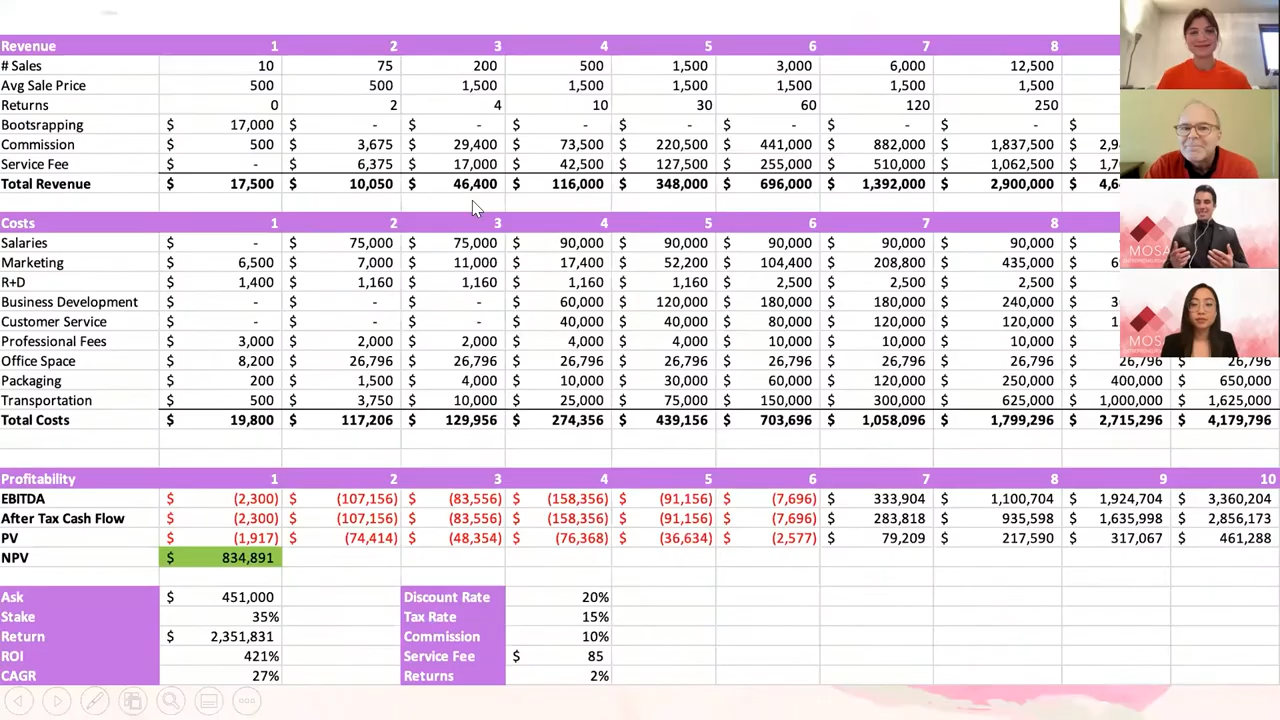 Revenue 1 2 3 4 5 6 7 8
# Sales 10 75 200 500 1,500 3,000 6,000 12,500
Avg Sale Price 500 500 1,500 1,500 1,500 1,500 1,500 1,500
Returns 0 2 4 10 30 60 120 250
Bootsrapping $ 17,000 $ - $ - $ - $ - $ - $ - $ - $
Commission $ 500 $ 3,675 $ 29,400 $ 73,500 $ 220,500 $ 441,000 $ 882,000 $ 1,837,500 $
Service Fee $ - $ 6,375 $ 17,000 $ 42,500 $ 127,500 $ 255,000 $ 510,000 $ 1,062,500 $
Total Revenue $ 17,500 $ 10,050 $ 46,400 $ 116,000 $ 348,000 $ 696,000 $ 1,392,000 $ 2,900,000 $
Costs 1 2 3 4 5 6 7 8
Salaries $ - $ 75,000 $ 75,000 $ 90,000 $ 90,000 $ 90,000 $ 90,000 $ 90,000 $
Marketing $ 6,500 $ 7,000 $ 11,000 $ 17,400 $ 52,200 $ 104,400 $ 208,800 $ 435,000 $
R+D $ 1,400 $ 1,160 $ 1,160 $ 1,160 $ 1,160 $ 2,500 $ 2,500 $ 2,500 $
Business Development $ - $ - $ - $ 60,000 $ 120,000 $ 180,000 $ 180,000 $ 240,000 $
Customer Service $ - $ - $ - $ 40,000 $ 40,000 $ 80,000 $ 120,000 $ 120,000 $
Professional Fees $ 3,000 $ 2,000 $ 2,000 $ 4,000 $ 4,000 $ 10,000 $ 10,000 $ 10,000 $
Office Space $ 8,200 $ 26,796 $ 26,796 $ 26,796 $ 26,796 $ 26,796 $ 26,796 $ 26,796 $ 26,796 $ 26,796
Packaging $ 200 $ 1,500 $ 4,000 $ 10,000 $ 30,000 $ 60,000 $ 120,000 $ 250,000 $ 400,000 $ 650,000
Transportation $ 500 $ 3,750 $ 10,000 $ 25,000 $ 75,000 $ 150,000 $ 300,000 $ 625,000 $ 1,000,000 $ 1,625,000
Total Costs $ 19,800 $ 117,206 $ 129,956 $ 274,356 $ 439,156 $ 703,696 $ 1,058,096 $ 1,799,296 $ 2,715,296 $ 4,179,796
Profitability 1 2 3 4 5 6 7 8 9 10
EBITDA $ (2,300) $ (107,156) $ (83,556) $ (158,356) $ (91,156) $ (7,696) $ 333,904 $ 1,100,704 $ 1,924,704 $ 3,360,204
After Tax Cash Flow $ (2,300) $ (107,156) $ (83,556) $ (158,356) $ (91,156) $ (7,696) $ 283,818 $ 935,598 $ 1,635,998 $ 2,856,173
PV $ (1,917) $ (74,414) $ (48,354) $ (76,368) $ (36,634) $ (2,577) $ 79,209 $ 217,590 $ 317,067 $ 461,288
NPV $ 834,891
Ask $ 451,000 Discount Rate 20%
Stake 35% Tax Rate 15%
Return $ 2,351,831 Commission 10%
ROI 421% Service Fee $ 85
CAGR 27% Returns 2%
MOSA
MOS